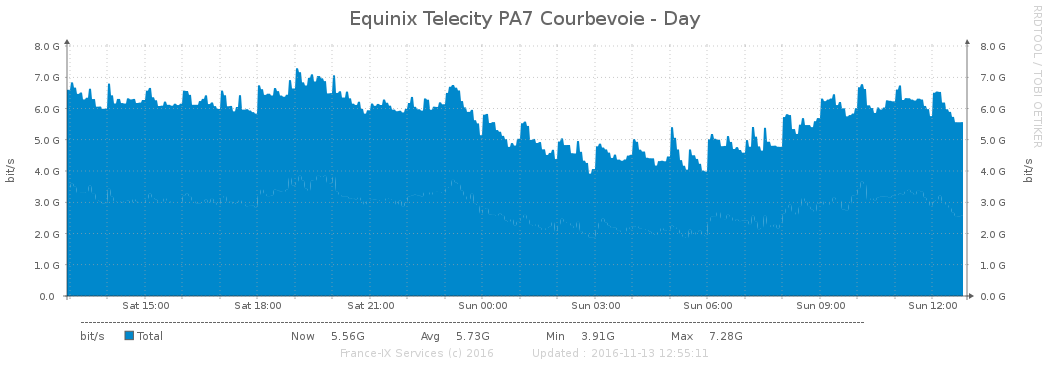 Equinix Telecity PA7 Courbevoie - Day
RRDTOOL / TOBI OETIKER
bit/s
8.0 G 8.0 G
7.0 G 7.0 G
6.0 G 6.0 G
5.0 G 5.0 G
4.0 G 4.0 G
3.0 G 3.0 G
2.0 G 2.0 G
1.0 G 1.0 G
0.0 0.0 G
bit/s
Sat 15:00 Sat 18:00 Sat 21:00 Sun 00:00 Sun 03:00 Sun 06:00 Sun 09:00 Sun 12:00
bit/s Total Now 5.56G Avg 5.73G Min 3.91G Max 7.28G
France-IX Services (c) 2016 Updated : 2016-11-13 12:55:11